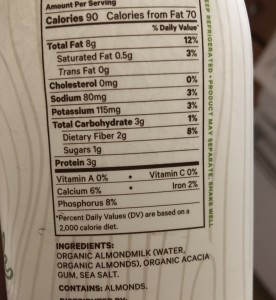 Amount Per Serving
Calories 90 Calories from Fat 70
% Daily Value*
Total Fat 8g 12%
Saturated Fat 0.5g 3%
Trans Fat 0g
Cholesterol 0mg 0%
Sodium 80mg 3%
Potassium 115mg 3%
Total Carbohydrate 3g 1%
Dietary Fiber 2g 8%
Sugars 1g
Protein 3g
Vitamin A 0% • Vitamin C 0%
Calcium 6% • Iron 2%
Phosphorus 8%
*Percent Daily Values (DV) are based on a
2,000 calorie diet.
INGREDIENTS:
ORGANIC ALMONDMILK (WATER,
ORGANIC ALMONDS), ORGANIC ACACIA
GUM, SEA SALT.
CONTAINS: ALMONDS.
DISTRIBUTED BY:
REFRIGERATED • PRODUCT MAY SEPARATE, SHAKE WELL